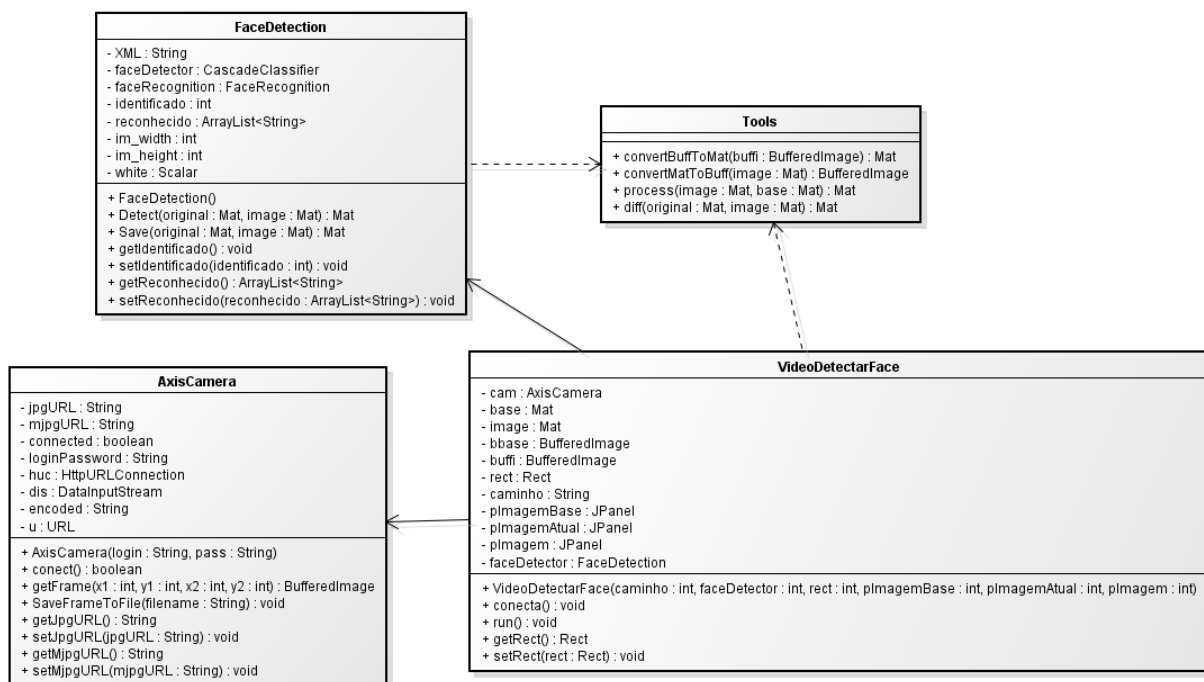 FaceDetection
- XML : String
- faceDetector : CascadeClassifier
- faceRecognition : FaceRecognition
- identificado : int
- reconhecido : ArrayList<String>
- im_width : int
- im_height : int
- white : Scalar
+ FaceDetection()
+ Detect(original : Mat, image : Mat) : Mat
+ Save(original : Mat, image : Mat) : Mat
+ getIdentificado() : void
+ setIdentificado(identificado : int) : void
+ getReconhecido() : ArrayList<String>
+ setReconhecido(reconhecido : ArrayList<String>) : void
Tools
+ convertBuffToMat(buffi : BufferedImage) : Mat
+ convertMatToBuff(image : Mat) : BufferedImage
+ process(image : Mat, base : Mat) : Mat
+ diff(original : Mat, image : Mat) : Mat
AxisCamera
- jpgURL : String
- mjpgURL : String
- connected : boolean
- loginPassword : String
- huc : HttpURLConnection
- dis : DataInputStream
- encoded : String
- u : URL
+ AxisCamera(login : String, pass : String)
+ conect() : boolean
+ getFrame(x1 : int, y1 : int, x2 : int, y2 : int) : BufferedImage
+ SaveFrameToFile(filename : String) : void
+ getJpgURL() : String
+ setJpgURL(jpgURL : String) : void
+ getMjpgURL() : String
+ setMjpgURL(mjpgURL : String) : void
VideoDetectarFace
- cam : AxisCamera
- base : Mat
- image : Mat
- bbase : BufferedImage
- buffi : BufferedImage
- rect : Rect
- caminho : String
- pImagemBase : JPanel
- pImagemAtual : JPanel
- pImagem : JPanel
- faceDetector : FaceDetection
+ VideoDetectarFace(caminho : int, faceDetector : int, rect : int, pImagemBase : int, pImagemAtual : int, pImagem : int)
+ conecta() : void
+ run() : void
+ getRect() : Rect
+ setRect(rect : Rect) : void